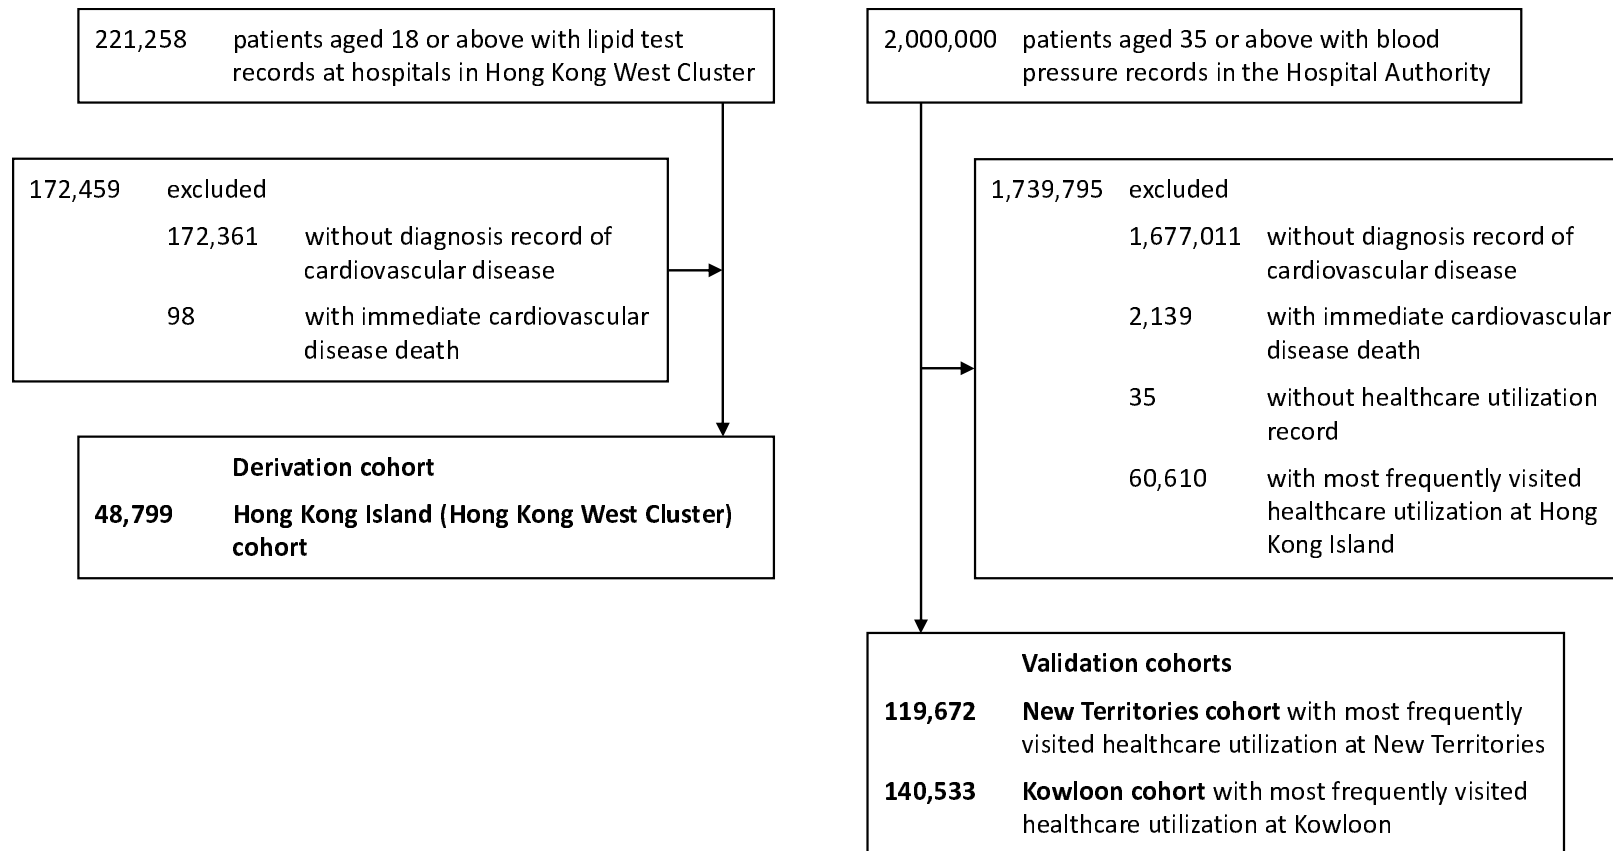 221,258 patients aged 18 or above with lipid test
records at hospitals in Hong Kong West Cluster
172,459 excluded
172,361 without diagnosis record of
cardiovascular disease
98 with immediate cardiovascular
disease death
Derivation cohort
48,799 Hong Kong Island (Hong Kong West Cluster)
cohort
2,000,000 patients aged 35 or above with blood
pressure records in the Hospital Authority
1,739,795 excluded
1,677,011 without diagnosis record of
cardiovascular disease
2,139 with immediate cardiovascular
disease death
35 without healthcare utilization
record
60,610 with most frequently visited
healthcare utilization at Hong
Kong Island
Validation cohorts
119,672 New Territories cohort with most frequently
visited healthcare utilization at New Territories
140,533 Kowloon cohort with most frequently visited
healthcare utilization at Kowloon